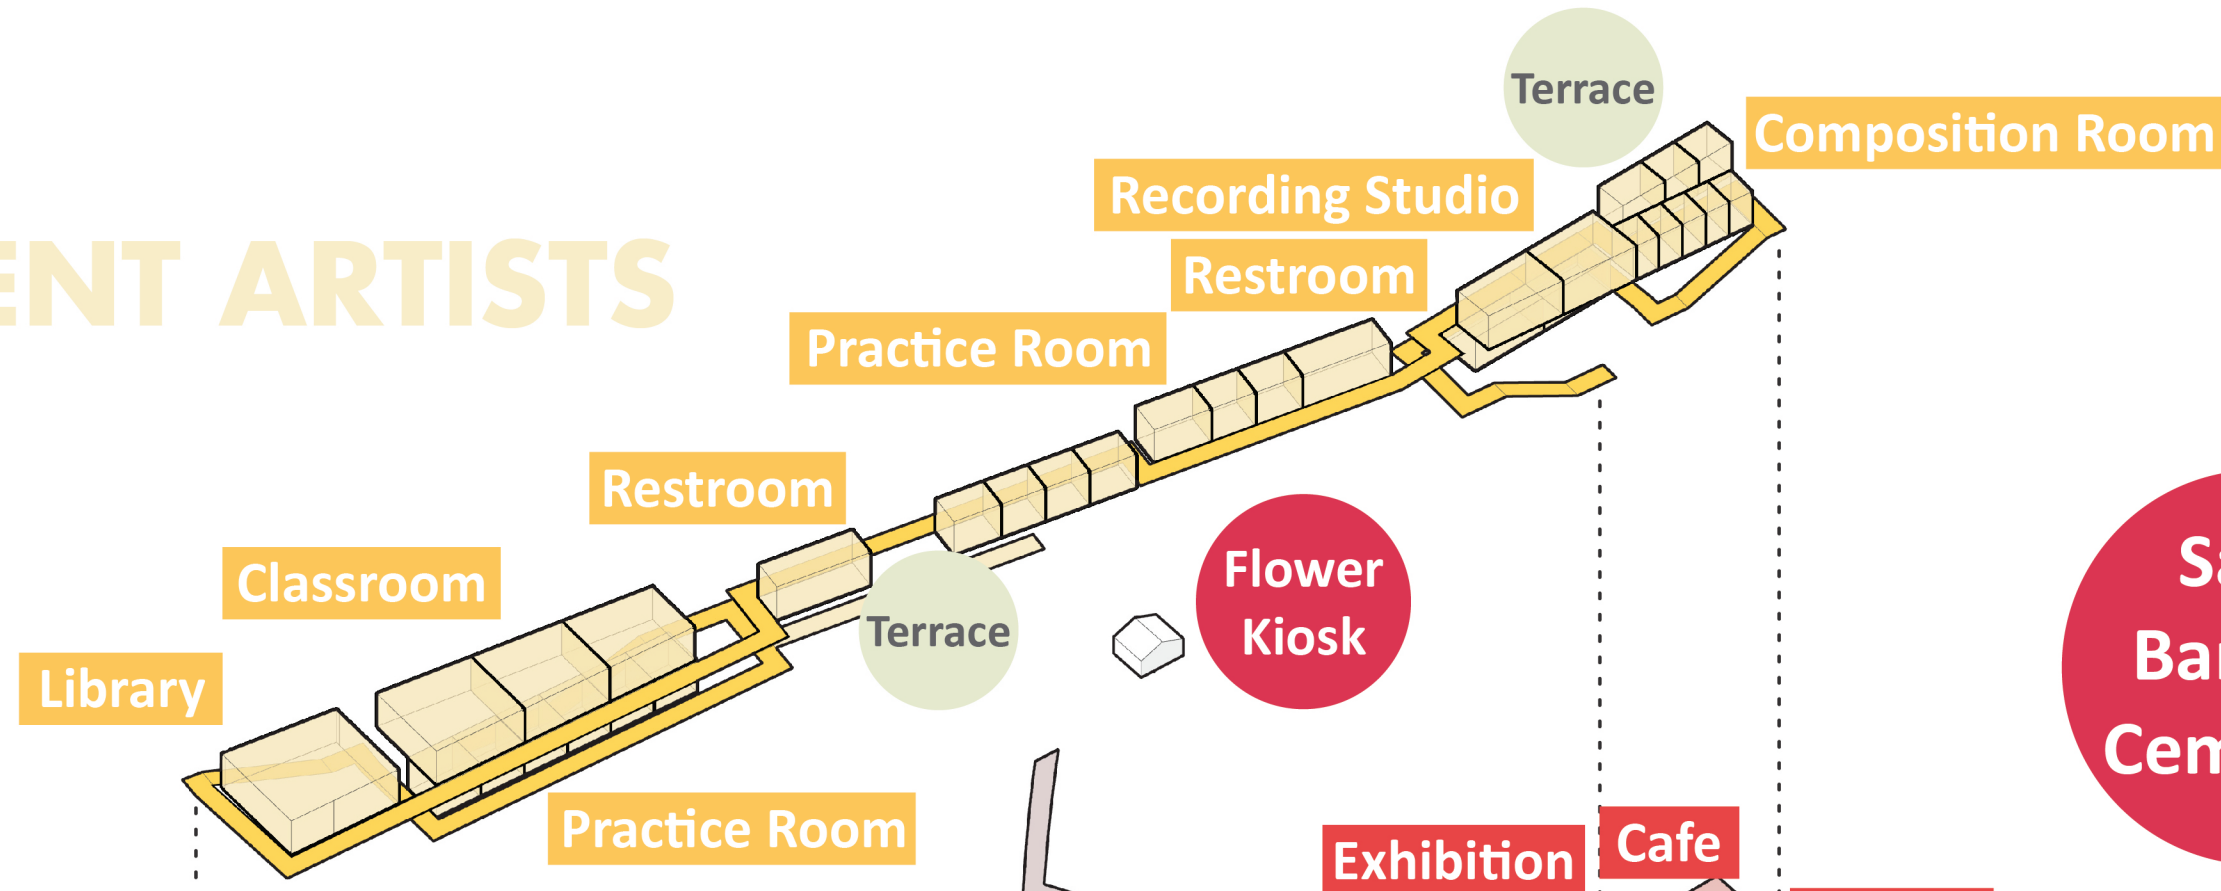 Terrace
Composition Room
Recording Studio
Restroom
ENT ARTISTS
Practice Room
Restroom
Classroom
Flower
Kiosk
Terrace
Library
Practice Room
Exhibition
Cafe